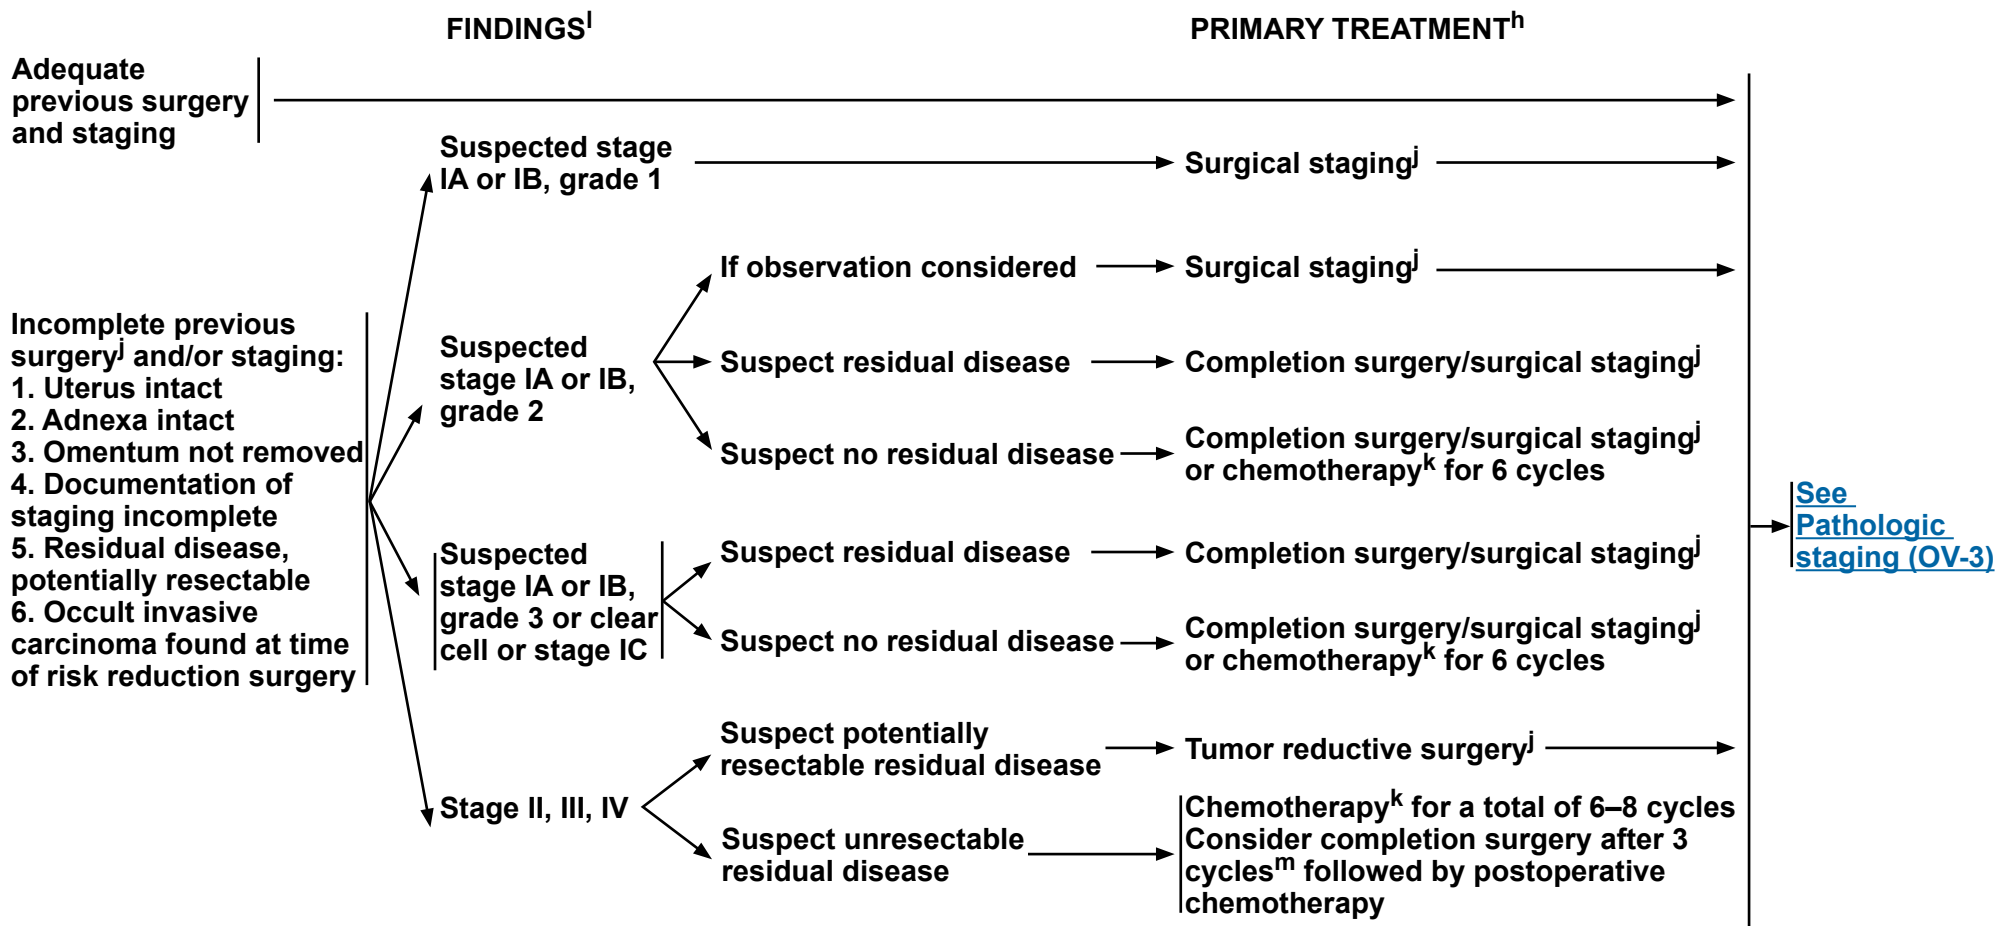 FINDINGSˡ
PRIMARY TREATMENTʰ
Adequate
previous surgery
and staging
Suspected stage
IA or IB, grade 1
Surgical stagingʲ
If observation considered
Surgical stagingʲ
Incomplete previous
surgeryʲ and/or staging:
1. Uterus intact
2. Adnexa intact
3. Omentum not removed
4. Documentation of
staging incomplete
5. Residual disease,
potentially resectable
6. Occult invasive
carcinoma found at time
of risk reduction surgery
Suspected
stage IA or IB,
grade 2
Suspect residual disease
Completion surgery/surgical stagingʲ
Suspect no residual disease
Completion surgery/surgical stagingʲ
or chemotherapyᵏ for 6 cycles
Suspected
stage IA or IB,
grade 3 or clear
cell or stage IC
Suspect residual disease
Completion surgery/surgical stagingʲ
Suspect no residual disease
Completion surgery/surgical stagingʲ
or chemotherapyᵏ for 6 cycles
Stage II, III, IV
Suspect potentially
resectable residual disease
Tumor reductive surgeryʲ
Suspect unresectable
residual disease
Chemotherapyᵏ for a total of 6–8 cycles
Consider completion surgery after 3
cyclesᵐ followed by postoperative
chemotherapy
See
Pathologic
staging (OV-3)